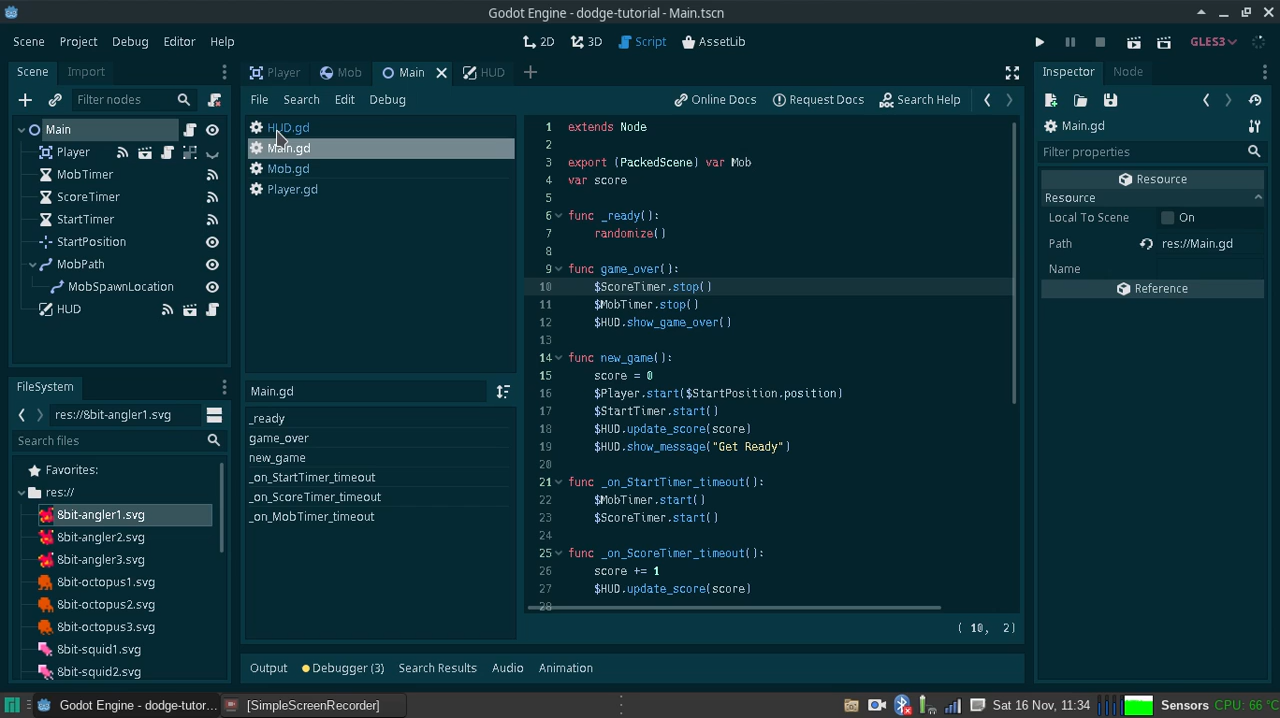 Godot Engine - dodge-tutorial - Main.tscn
Scene Project Debug Editor Help
2D 3D Script AssetLib
GLES3
Scene Import
Filter nodes
Main
Player
MobTimer
ScoreTimer
StartTimer
StartPosition
MobPath
MobSpawnLocation
HUD
FileSystem
res://8bit-angler1.svg
Search files
Favorites:
res://
8bit-angler1.svg
8bit-angler2.svg
8bit-angler3.svg
8bit-octopus1.svg
8bit-octopus2.svg
8bit-octopus3.svg
8bit-squid1.svg
8bit-squid2.svg
Player Mob Main HUD
File Search Edit Debug
Online Docs Request Docs Search Help
HUD.gd
Main.gd
Mob.gd
Player.gd
Main.gd
_ready
game_over
new_game
_on_StartTimer_timeout
_on_ScoreTimer_timeout
_on_MobTimer_timeout
1 extends Node
2
3 export (PackedScene) var Mob
4 var score
5
6 func _ready():
7 randomize()
8
9 func game_over():
10 $ScoreTimer.stop()
11 $MobTimer.stop()
12 $HUD.show_game_over()
13
14 func new_game():
15 score = 0
16 $Player.start($StartPosition.position)
17 $StartTimer.start()
18 $HUD.update_score(score)
19 $HUD.show_message("Get Ready")
20
21 func _on_StartTimer_timeout():
22 $MobTimer.start()
23 $ScoreTimer.start()
24
25 func _on_ScoreTimer_timeout():
26 score += 1
27 $HUD.update_score(score)
28
( 10, 2)
Output Debugger (3) Search Results Audio Animation
Inspector Node
Main.gd
Filter properties
Resource
Resource
Local To Scene On
Path res://Main.gd
Name
Reference
Godot Engine - dodge-tutor... [SimpleScreenRecorder]
Sat 16 Nov, 11:34 Sensors CPU: 66 °C